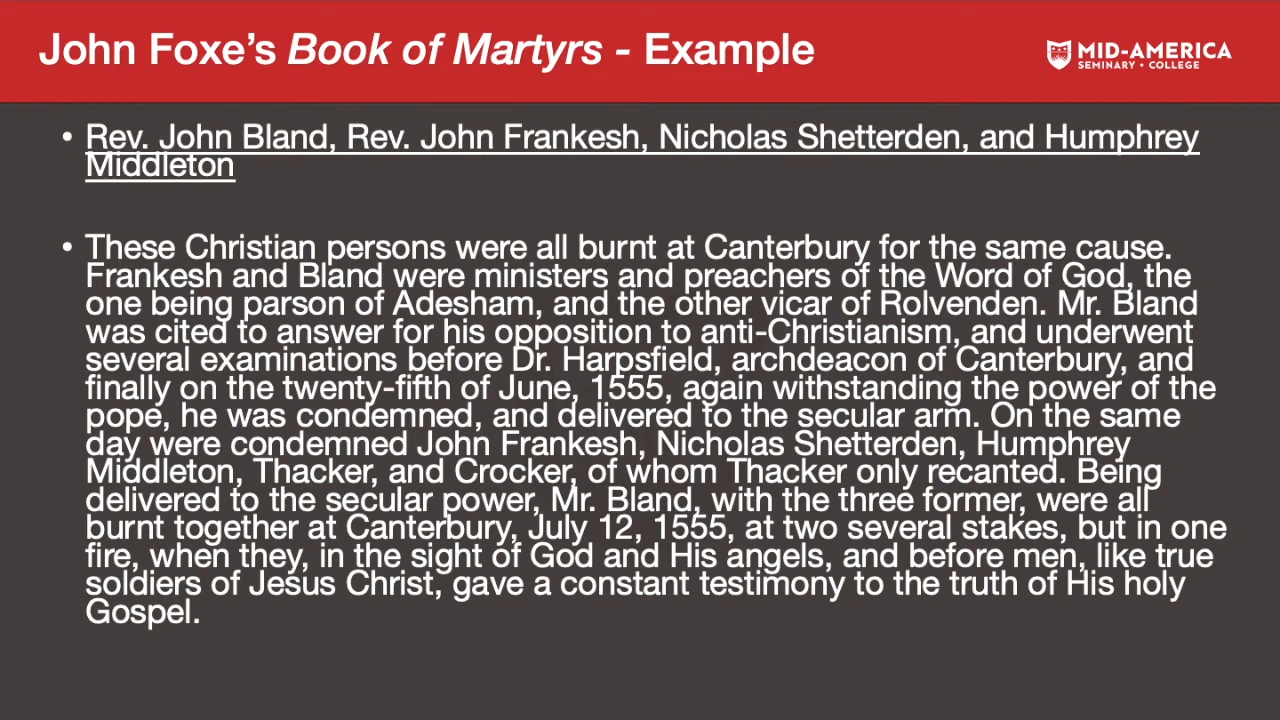 John Foxe's Book of Martyrs - Example
MID-AMERICA
SEMINARY • COLLEGE
• Rev. John Bland, Rev. John Frankesh, Nicholas Shetterden, and Humphrey
Middleton
• These Christian persons were all burnt at Canterbury for the same cause.
Frankesh and Bland were ministers and preachers of the Word of God, the
one being parson of Adesham, and the other vicar of Rolvenden. Mr. Bland
was cited to answer for his opposition to anti-Christianism, and underwent
several examinations before Dr. Harpsfield, archdeacon of Canterbury, and
finally on the twenty-fifth of June, 1555, again withstanding the power of the
pope, he was condemned, and delivered to the secular arm. On the same
day were condemned John Frankesh, Nicholas Shetterden, Humphrey
Middleton, Thacker, and Crocker, of whom Thacker only recanted. Being
delivered to the secular power, Mr. Bland, with the three former, were all
burnt together at Canterbury, July 12, 1555, at two several stakes, but in one
fire, when they, in the sight of God and His angels, and before men, like true
soldiers of Jesus Christ, gave a constant testimony to the truth of His holy
Gospel.